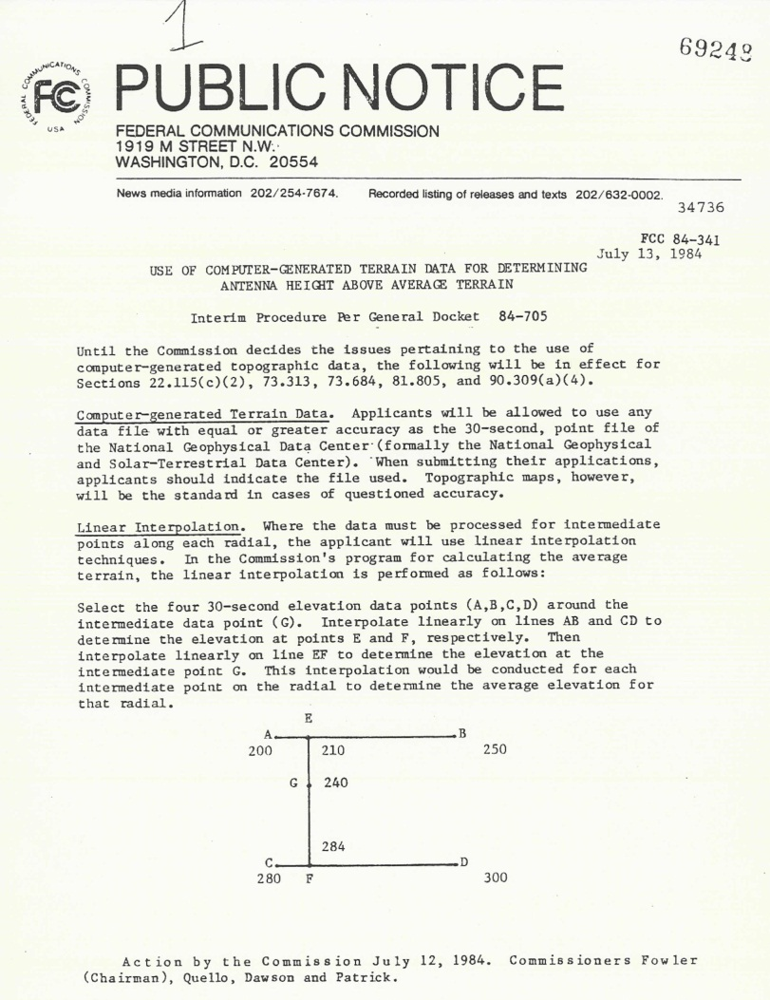 1
69248
FEDERAL COMMUNICATIONS COMMISSION
FCC
USA
PUBLIC NOTICE
FEDERAL COMMUNICATIONS COMMISSION
1919 M STREET N.W.
WASHINGTON, D.C. 20554
News media information 202/254-7674. Recorded listing of releases and texts 202/632-0002.
34736
FCC 84-341
July 13, 1984
USE OF COMPUTER-GENERATED TERRAIN DATA FOR DETERMINING
ANTENNA HEIGHT ABOVE AVERAGE TERRAIN
Interim Procedure Per General Docket 84-705
Until the Commission decides the issues pertaining to the use of
computer-generated topographic data, the following will be in effect for
Sections 22.115(c)(2), 73.313, 73.684, 81.805, and 90.309(a)(4).
Computer-generated Terrain Data. Applicants will be allowed to use any
data file with equal or greater accuracy as the 30-second, point file of
the National Geophysical Data Center (formally the National Geophysical
and Solar-Terrestrial Data Center). When submitting their applications,
applicants should indicate the file used. Topographic maps, however,
will be the standard in cases of questioned accuracy.
Linear Interpolation. Where the data must be processed for intermediate
points along each radial, the applicant will use linear interpolation
techniques. In the Commission's program for calculating the average
terrain, the linear interpolation is performed as follows:
Select the four 30-second elevation data points (A,B,C,D) around the
intermediate data point (G). Interpolate linearly on lines AB and CD to
determine the elevation at points E and F, respectively. Then
interpolate linearly on line EF to determine the elevation at the
intermediate point G. This interpolation would be conducted for each
intermediate point on the radial to determine the average elevation for
that radial.
E
A B
200 210 250
G 240
284
C D
280 F 300
Action by the Commission July 12, 1984. Commissioners Fowler
(Chairman), Quello, Dawson and Patrick.